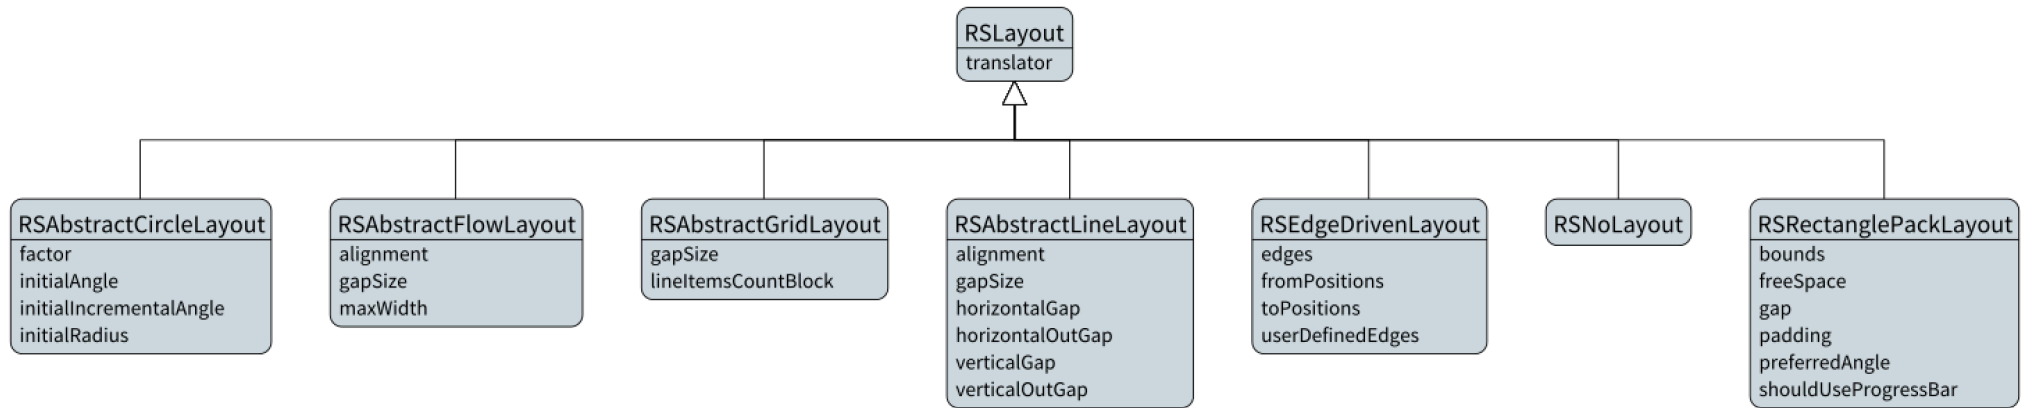 RSLayout
translator
RSAbstractCircleLayout
factor
initialAngle
initialIncrementalAngle
initialRadius
RSAbstractFlowLayout
alignment
gapSize
maxWidth
RSAbstractGridLayout
gapSize
lineItemsCountBlock
RSAbstractLineLayout
alignment
gapSize
horizontalGap
horizontalOutGap
verticalGap
verticalOutGap
RSEdgeDrivenLayout
edges
fromPositions
toPositions
userDefinedEdges
RSNoLayout
RSRectanglePackLayout
bounds
freeSpace
gap
padding
preferredAngle
shouldUseProgressBar